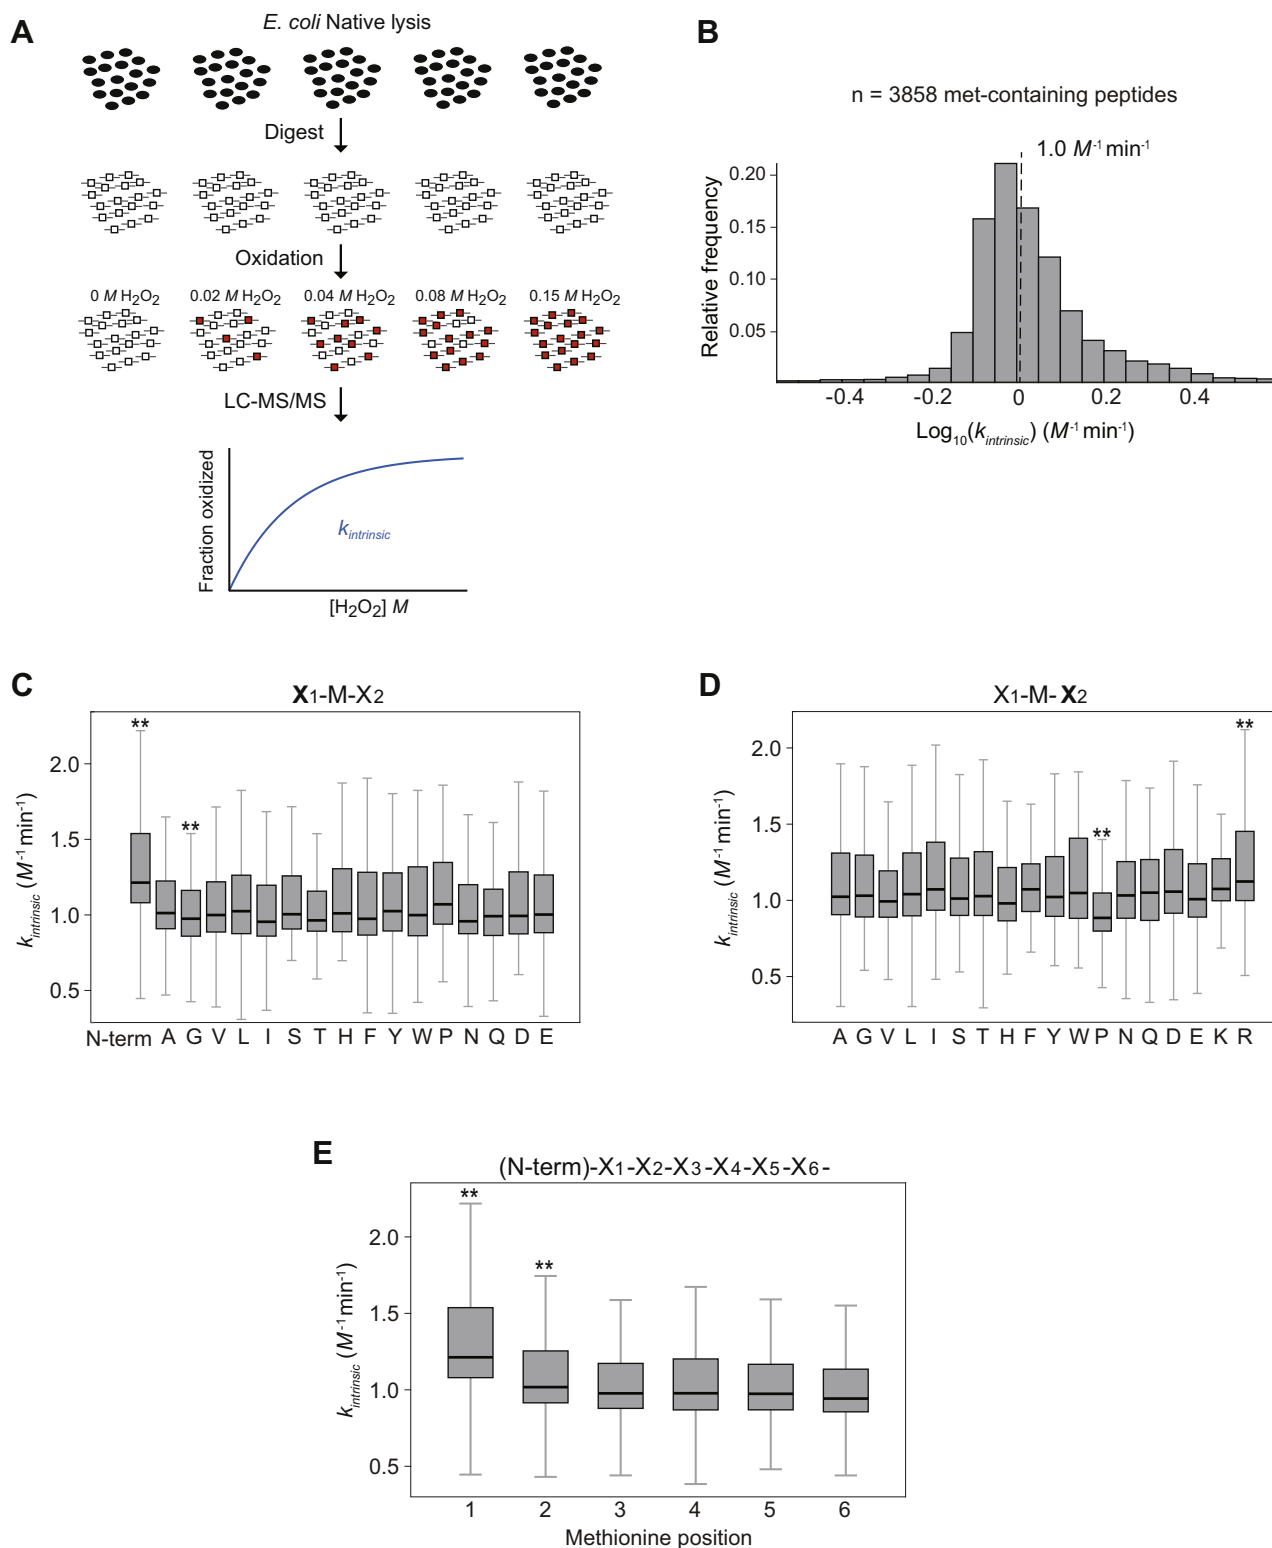 A
E. coli Native lysis
Digest
Oxidation
0 M H₂O₂ 0.02 M H₂O₂ 0.04 M H₂O₂ 0.08 M H₂O₂ 0.15 M H₂O₂
LC-MS/MS
Fraction oxidized
k intrinsic
[H₂O₂] M
B
n = 3858 met-containing peptides
1.0 M⁻¹ min⁻¹
Relative frequency
0.20
0.15
0.10
0.05
-0.4 -0.2 0 0.2 0.4
Log₁₀(k intrinsic) (M⁻¹ min⁻¹)
C
X1-M-X2
k intrinsic (M⁻¹ min⁻¹)
2.0
1.5
1.0
0.5
**
**
N-term A G V L I S T H F Y W P N Q D E
D
X1-M-X2
k intrinsic (M⁻¹ min⁻¹)
2.0
1.5
1.0
0.5
**
**
A G V L I S T H F Y W P N Q D E K R
E
(N-term)-X1-X2-X3-X4-X5-X6-
k intrinsic (M⁻¹ min⁻¹)
2.0
1.5
1.0
0.5
**
**
1 2 3 4 5 6
Methionine position